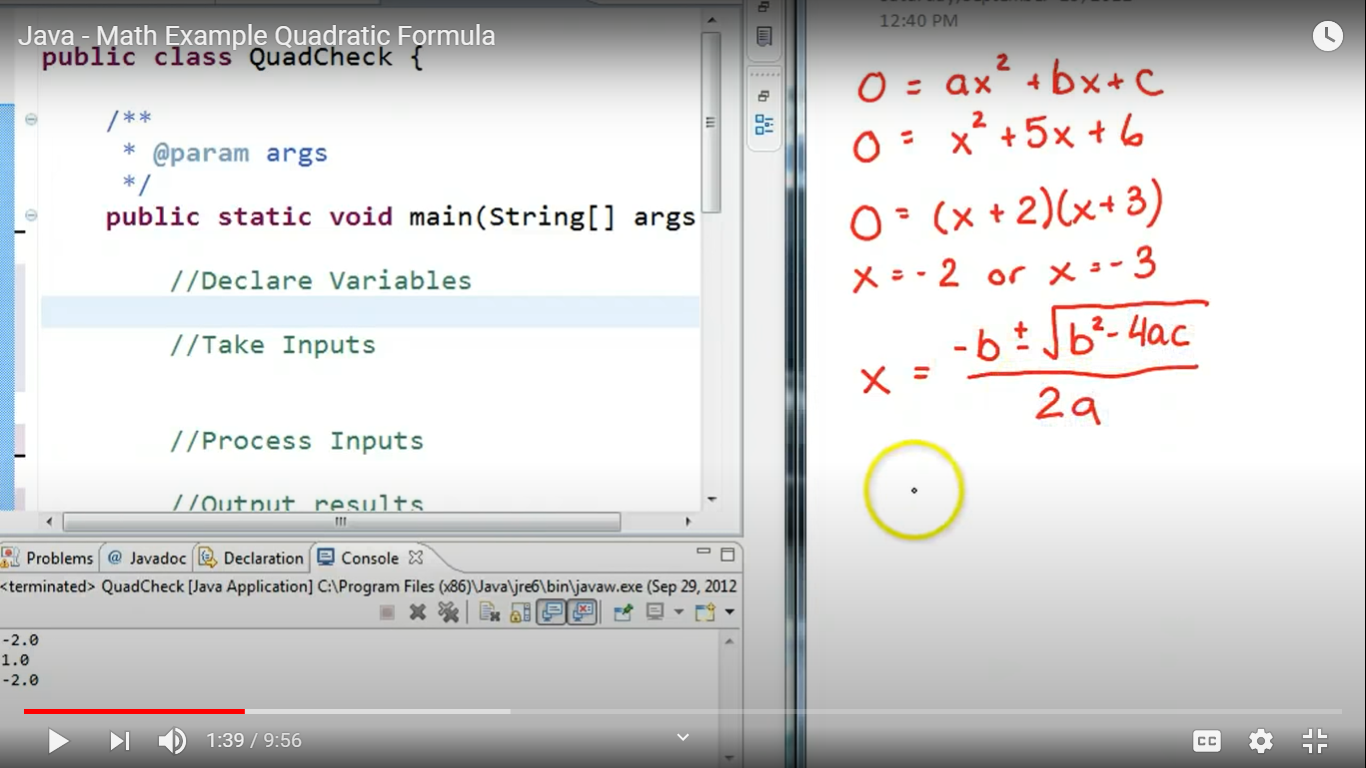 Java - Math Example Quadratic Formula
public class QuadCheck {
/**
* @param args
*/
public static void main(String[] args
//Declare Variables
//Take Inputs
//Process Inputs
//Output results
Problems @ Javadoc Declaration Console
<terminated> QuadCheck [Java Application] C:\Program Files (x86)\Java\jre6\bin\javaw.exe (Sep 29, 2012
-2.0
1.0
-2.0
12:40 PM
0 = ax² + bx + c
0 = x² + 5x + 6
0 = (x + 2)(x + 3)
x = -2 or x = -3
x = -b ± √b² - 4ac
2a
1:39 / 9:56
CC